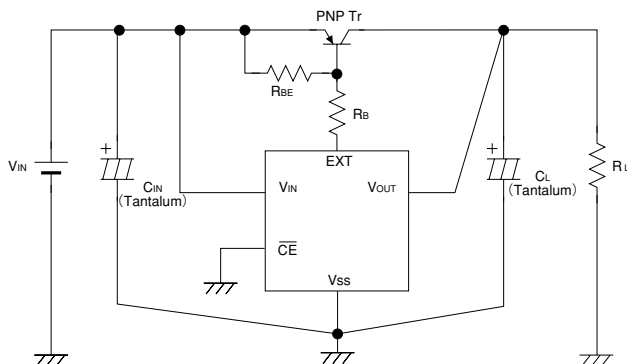 PNP Tr
RBE
RB
+
+
EXT
VIN
CIN
(Tantalum)
VIN
VOUT
CL
(Tantalum)
RL
CE
VSS